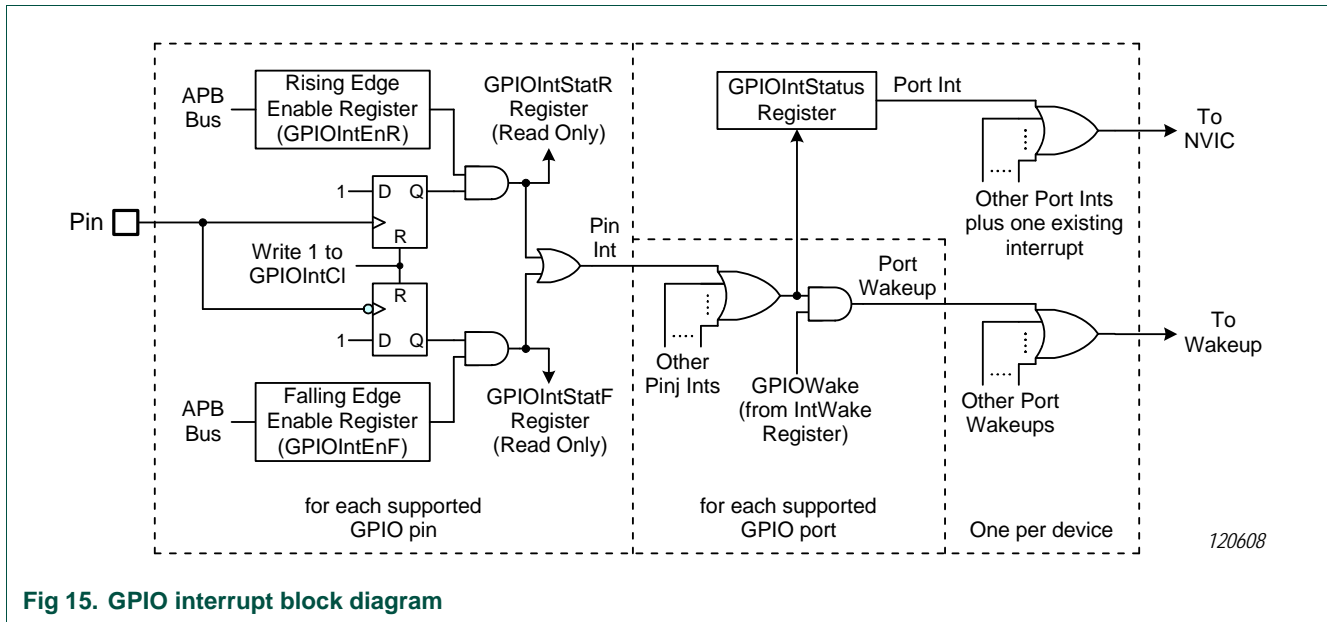 APB
Bus
Rising Edge
Enable Register
(GPIOIntEnR)
GPIOIntStatR
Register
(Read Only)
GPIOIntStatus
Register
Port Int
To
NVIC
Other Port Ints
plus one existing
interrupt
1
D Q
R
Pin
Write 1 to
GPIOIntCl
R
1
D Q
Pin
Int
Port
Wakeup
To
Wakeup
Other
Pinj Ints
GPIOWake
(from IntWake
Register)
Other Port
Wakeups
APB
Bus
Falling Edge
Enable Register
(GPIOIntEnF)
GPIOIntStatF
Register
(Read Only)
for each supported
GPIO pin
for each supported
GPIO port
One per device
120608
Fig 15. GPIO interrupt block diagram